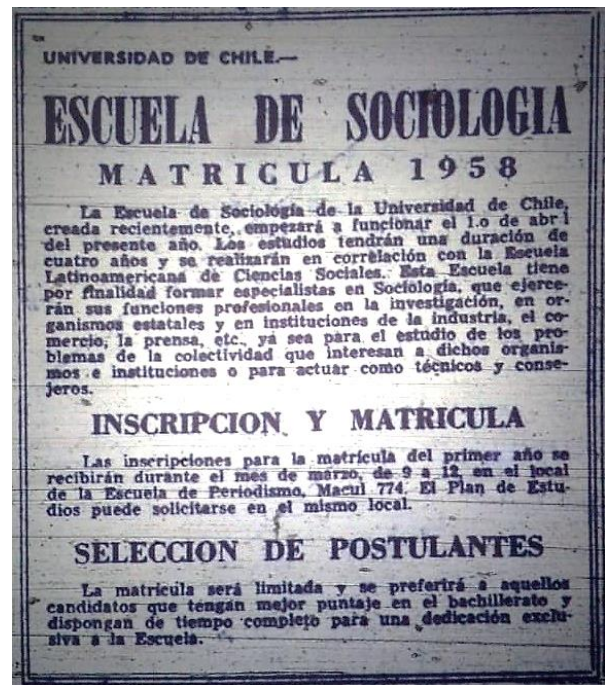 UNIVERSIDAD DE CHILE.—
ESCUELA DE SOCIOLOGIA
MATRICULA 1958
La Escuela de Sociología de la Universidad de Chile,
creada recientemente, empezará a funcionar el 1.o de abril
del presente año. Los estudios tendrán una duración de
cuatro años y se realizarán en correlación con la Escuela
Latinoamericana de Ciencias Sociales. Esta Escuela tiene
por finalidad formar especialistas en Sociología, que ejerce-
rán sus funciones profesionales en la investigación, en or-
ganismos estatales y en instituciones de la industria, el co-
mercio, la prensa, etc., ya sea para el estudio de los pro-
blemas de la colectividad que interesan a dichos organis-
mos e instituciones o para actuar como técnicos y conse-
jeros.
INSCRIPCION Y MATRICULA
Las inscripciones para la matrícula del primer año se
recibirán durante el mes de marzo, de 9 a 12, en el local
de la Escuela de Periodismo, Macul 774. El Plan de Estu-
dios puede solicitarse en el mismo local.
SELECCION DE POSTULANTES
La matrícula será limitada y se preferirá a aquellos
candidatos que tengan mejor puntaje en el bachillerato y
dispongan de tiempo completo para una dedicación exclu-
siva a la Escuela.